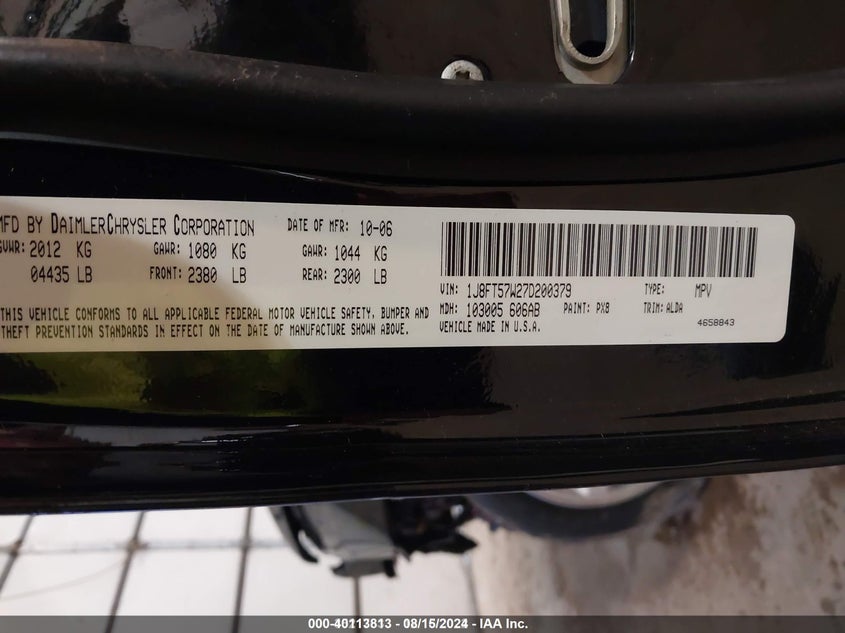 MFD BY DAIMLERCHRYSLER CORPORATION DATE OF MFR: 10-06
GVWR: 2012 KG GAWR: 1080 KG GAWR: 1044 KG
04435 LB FRONT: 2380 LB REAR: 2300 LB
THIS VEHICLE CONFORMS TO ALL APPLICABLE FEDERAL MOTOR VEHICLE SAFETY, BUMPER AND
THEFT PREVENTION STANDARDS IN EFFECT ON THE DATE OF MANUFACTURE SHOWN ABOVE.
VIN: 1J8FT57W27D200379 TYPE: MPV
MDH: 103005 606AB PAINT: PX8 TRIM: ALDA
VEHICLE MADE IN U.S.A. 4658843
000-40113813 - 08/15/2024 - IAA Inc.